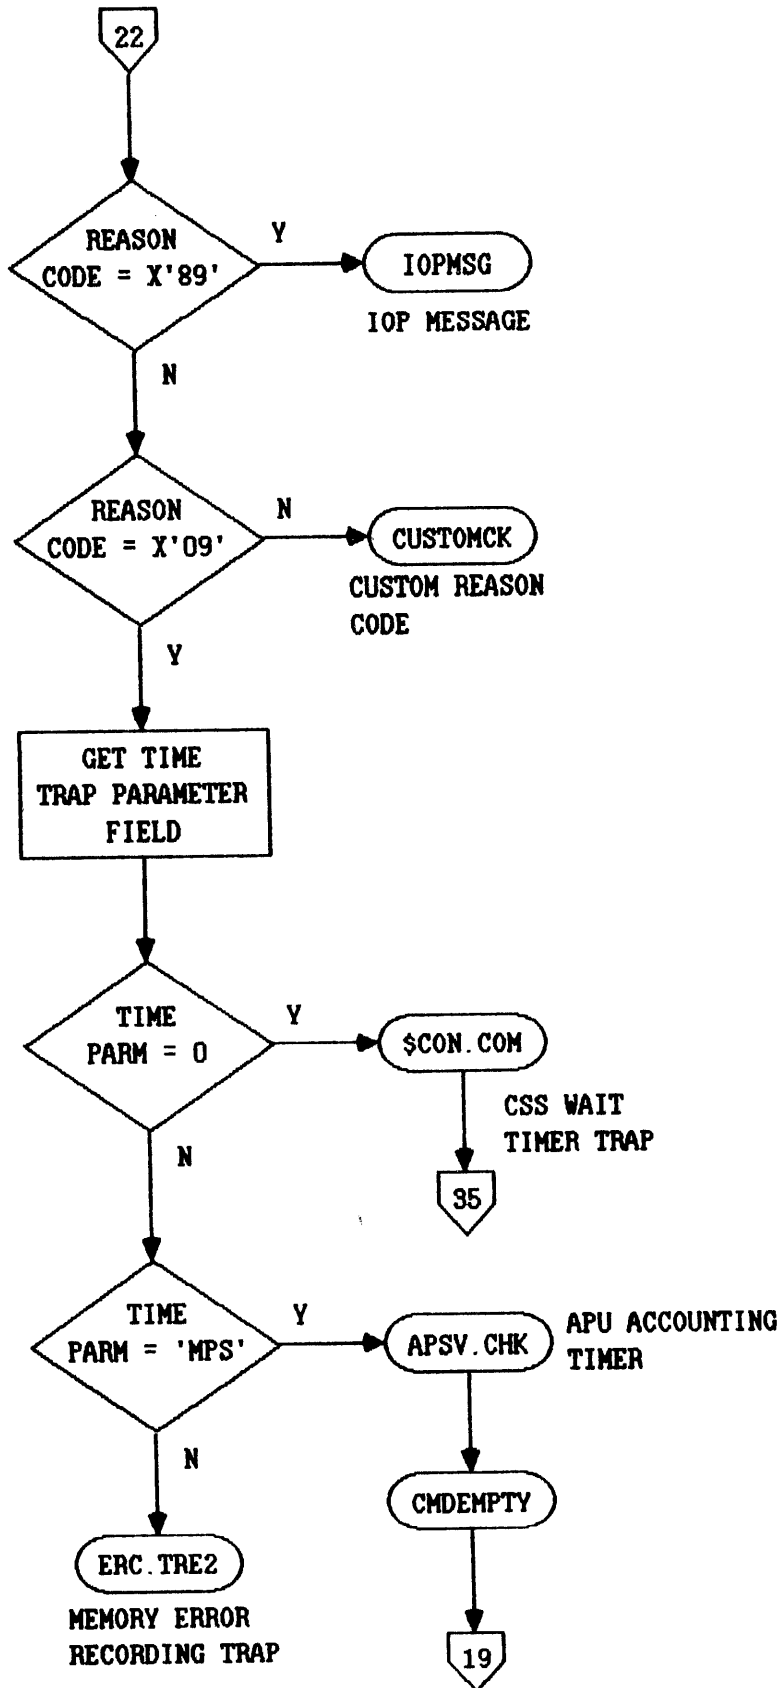 22
REASON
CODE = X'89'
Y
IOPMSG
IOP MESSAGE
N
REASON
CODE = X'09'
N
CUSTOMCK
CUSTOM REASON
CODE
Y
GET TIME
TRAP PARAMETER
FIELD
TIME
PARM = 0
Y
$CON.COM
CSS WAIT
TIMER TRAP
35
N
TIME
PARM = 'MPS'
Y
APSV.CHK
APU ACCOUNTING
TIMER
N
CMDEMPTY
ERC.TRE2
MEMORY ERROR
RECORDING TRAP
19